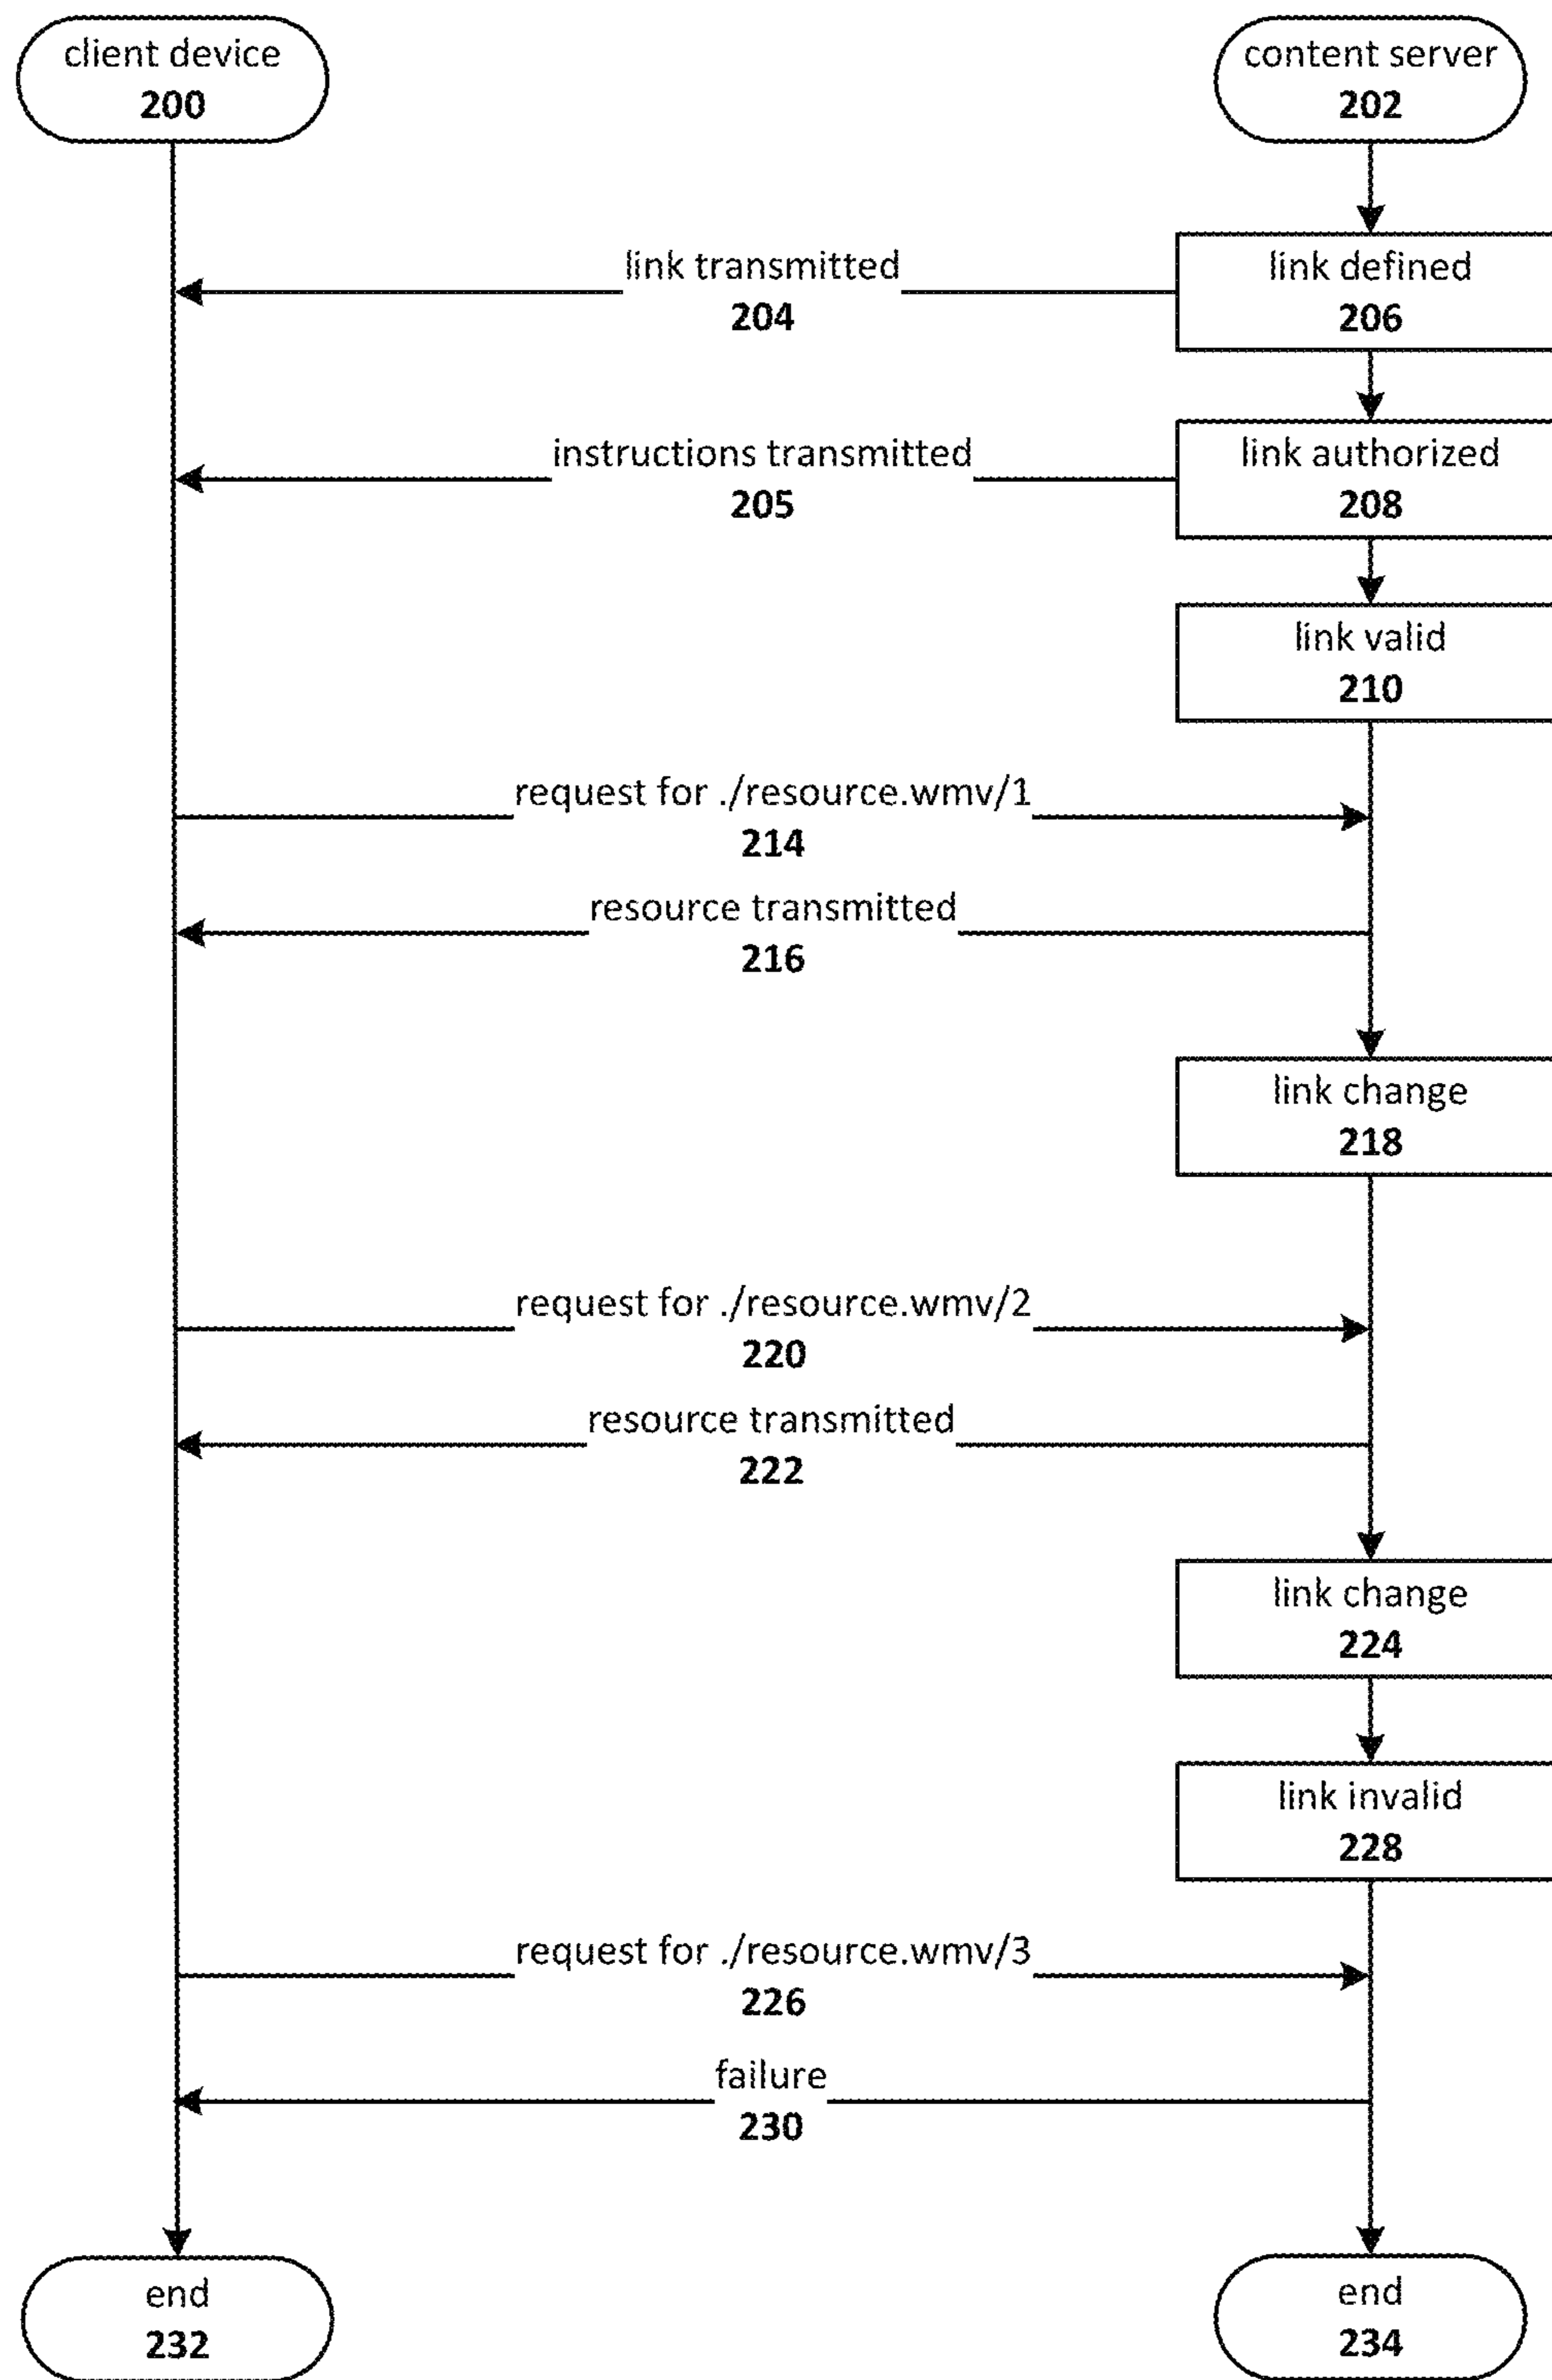 client device
200
content server
202
link transmitted
204
link defined
206
instructions transmitted
205
link authorized
208
link valid
210
request for ./resource.wmv/1
214
resource transmitted
216
link change
218
request for ./resource.wmv/2
220
resource transmitted
222
link change
224
link invalid
228
request for ./resource.wmv/3
226
failure
230
end
232
end
234